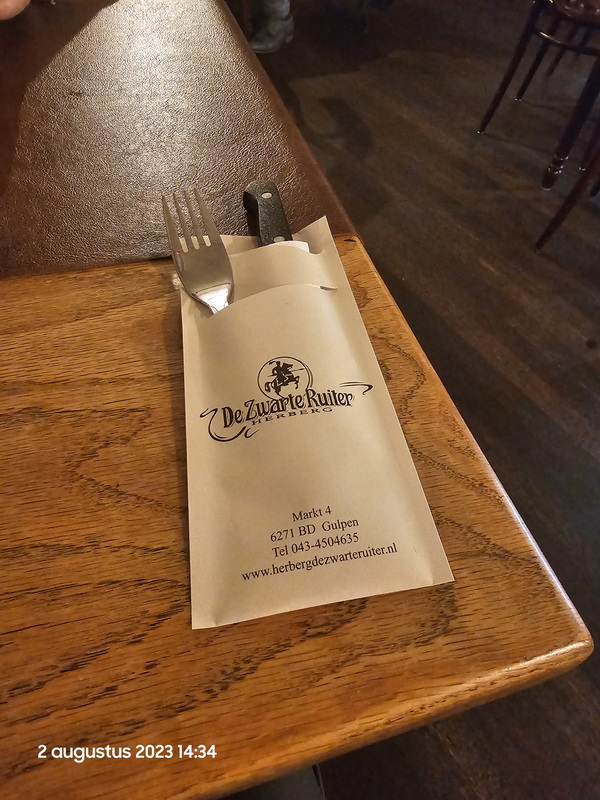 De Zwarte Ruiter
HERBERG
Markt 4
6271 BD Gulpen
Tel 043-4504635
www.herbergdezwarteruiter.nl
2 augustus 2023 14:34